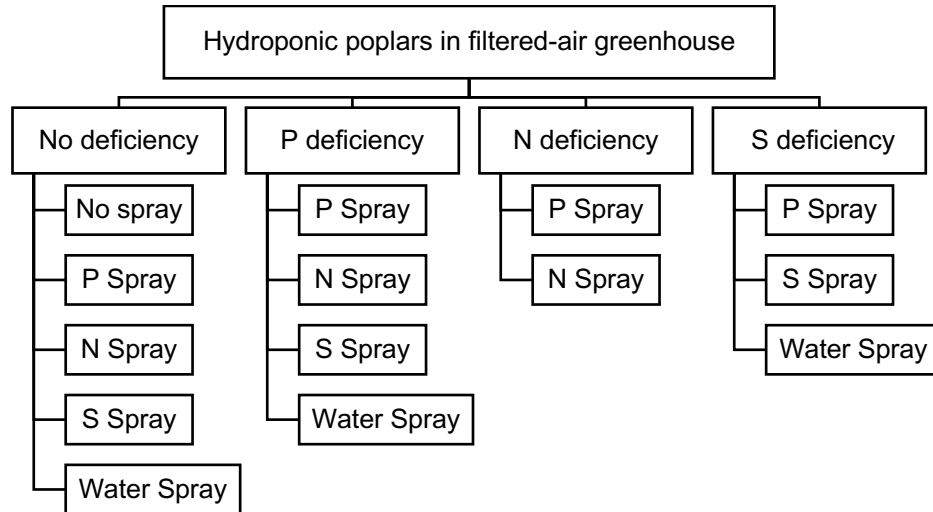 Hydroponic poplars in filtered-air greenhouse
No deficiency
No spray
P Spray
N Spray
S Spray
Water Spray
P deficiency
P Spray
N Spray
S Spray
Water Spray
N deficiency
P Spray
N Spray
S deficiency
P Spray
S Spray
Water Spray